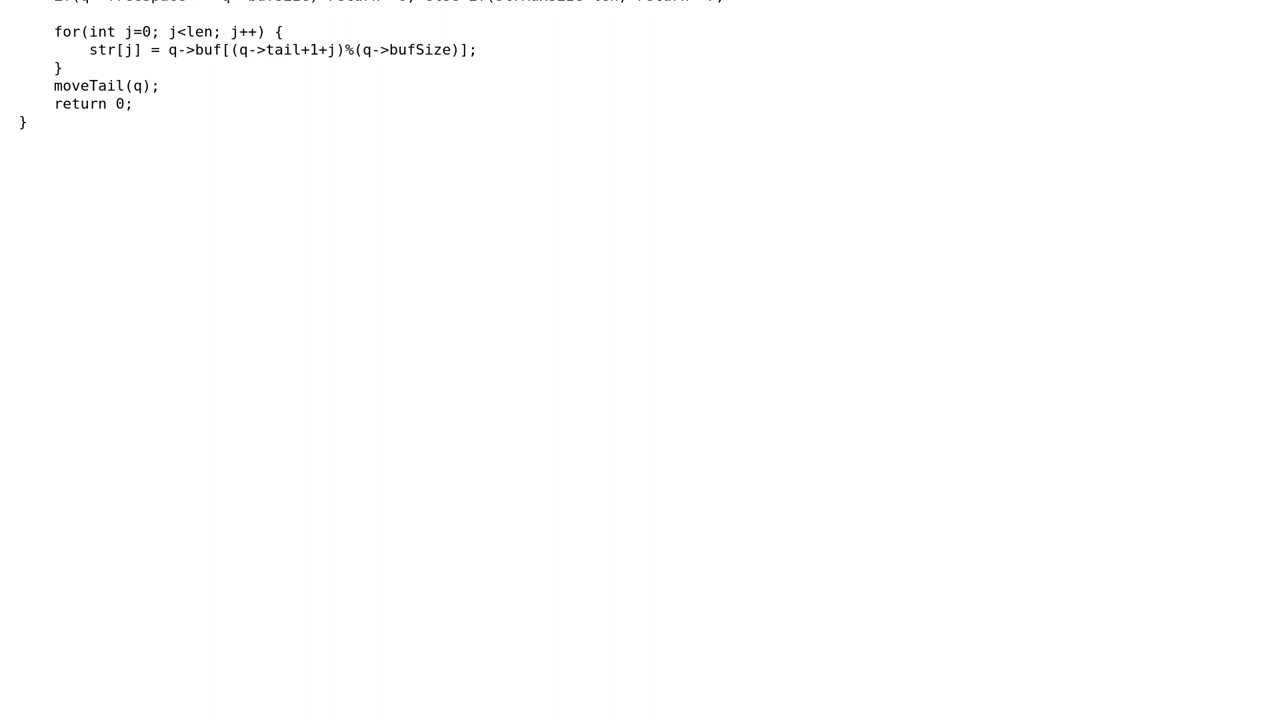 for(int j=0; j<len; j++) {
str[j] = q->buf[(q->tail+1+j)%(q->bufSize)];
}
moveTail(q);
return 0;
}